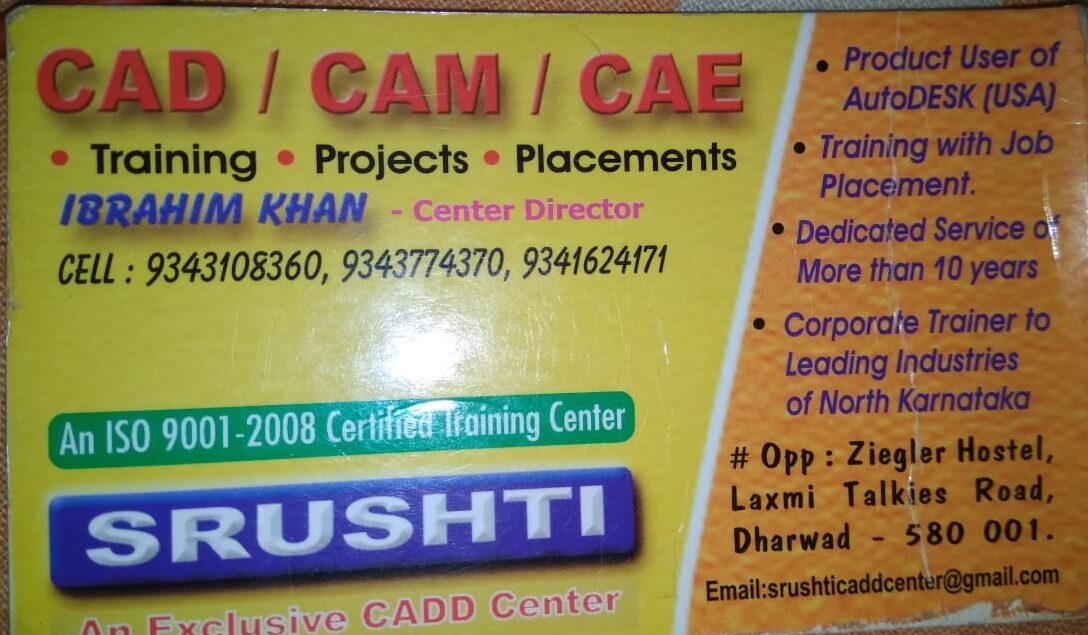 CAD / CAM / CAE
• Training • Projects • Placements
IBRAHIM KHAN - Center Director
CELL : 9343108360, 9343774370, 9341624171
An ISO 9001-2008 Certified Training Center
SRUSHTI
An Exclusive CADD Center
• Product User of
AutoDESK (USA)
• Training with Job
Placement.
• Dedicated Service of
More than 10 years
• Corporate Trainer to
Leading Industries
of North Karnataka
# Opp : Ziegler Hostel,
Laxmi Talkies Road,
Dharwad - 580 001.
Email:srushticaddcenter@gmail.com